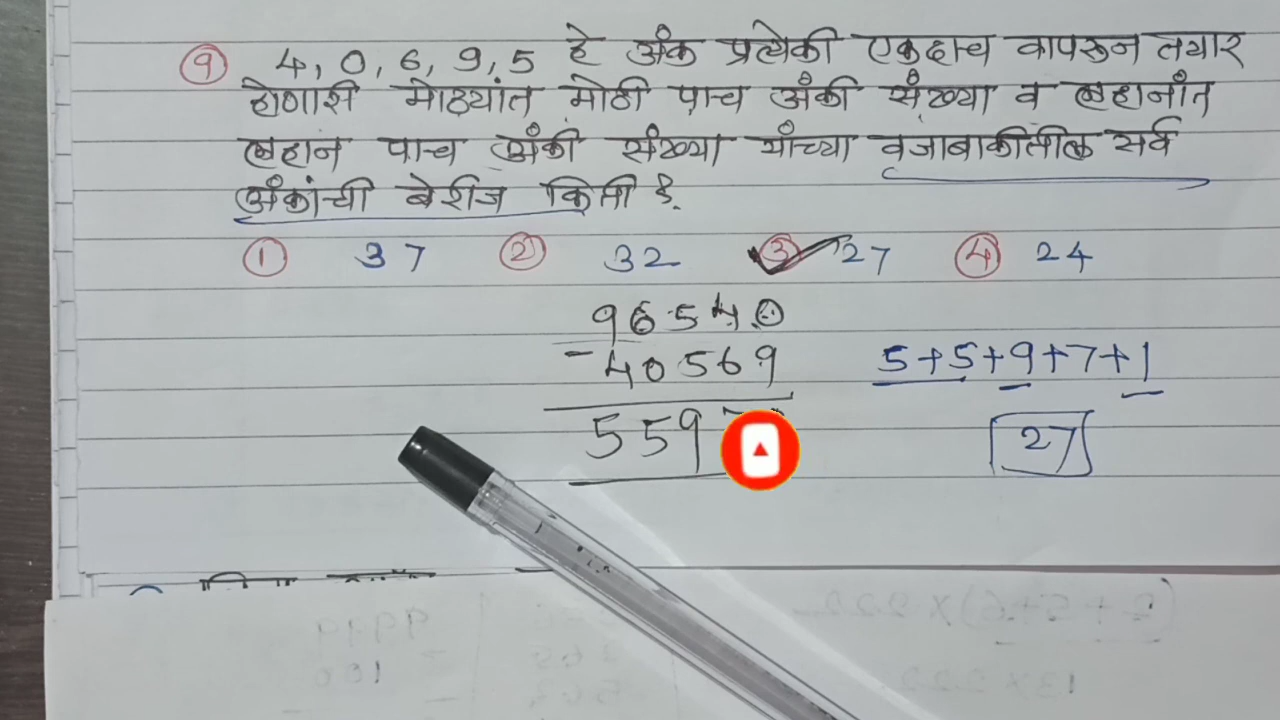 १ 4, 0, 6, 9, 5 हे अंक प्रत्येकी एकदाच वापरून तयार
होणारी मोठ्यांत मोठी पाच अंकी संख्या व लहानांत
लहान पाच अंकी संख्या यांच्या वजाबाकीतील सर्व
अंकांची बेरीज किती?
① 37 ② 32 ③ 27 ④ 24
96540
- 40569
559
5+5+9+7+1
27